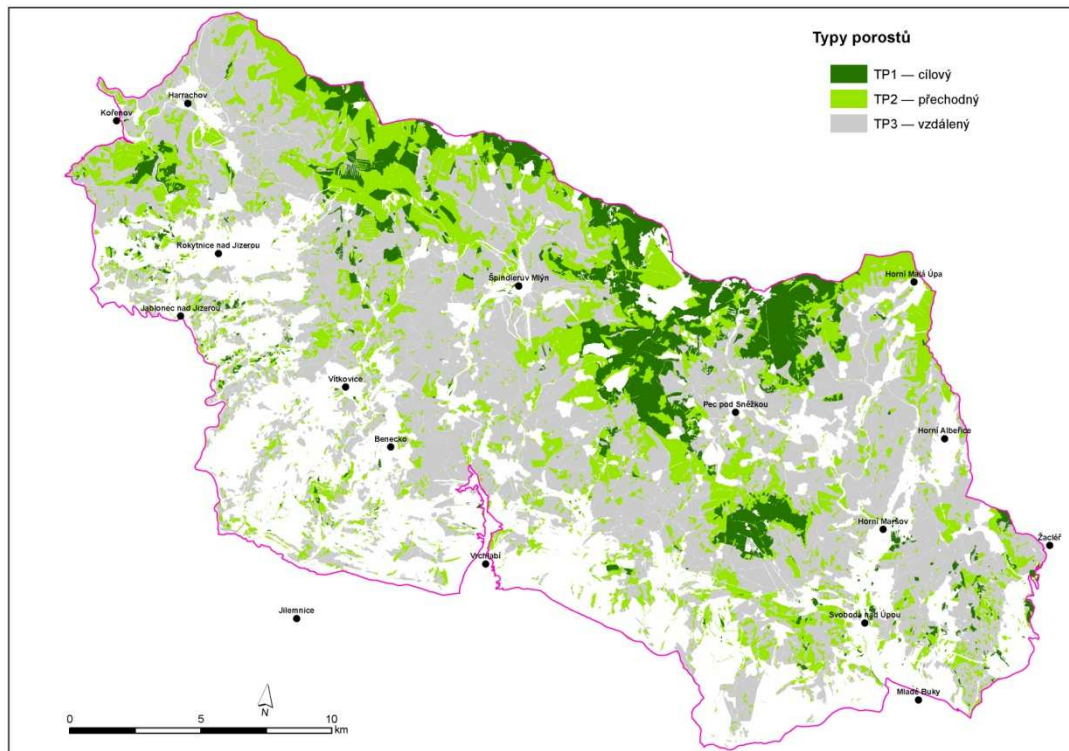 Typy porostů
TP1 — cílový
TP2 — přechodný
TP3 — vzdálený
Harrachov
Kořenov
Rokytnice nad Jizerou
Jablonec nad Jizerou
Špindlerův Mlýn
Horní Malá Úpa
Vítkovice
Pec pod Sněžkou
Benecko
Horní Albeřice
Horní Maršov
Žacléř
Vrchlabí
Jilemnice
Svoboda nad Úpou
Mladé Buky
N
0 5 10
km